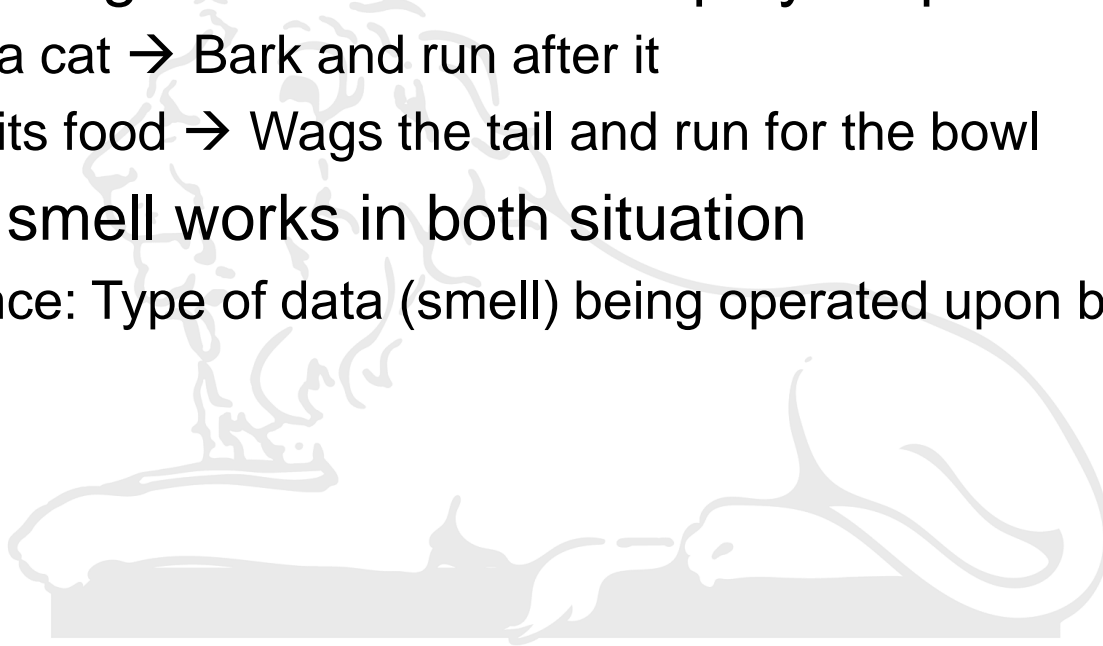 a cat → Bark and run after it
its food → Wags the tail and run for the bowl
smell works in both situation
nce: Type of data (smell) being operated upon b